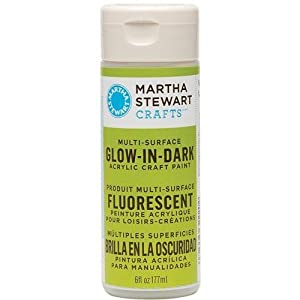 MARTHA
STEWART
MARTHA
STEWART
CRAFTS™
MULTI-SURFACE
GLOW-IN-DARK
ACRYLIC CRAFT PAINT
PRODUIT MULTI-SURFACE
FLUORESCENT
PEINTURE ACRYLIQUE
POUR LOISIRS-CRÉATIONS
MÚLTIPLES SUPERFICIES
BRILLA EN LA OSCURIDAD
PINTURA ACRÍLICA
PARA MANUALIDADES
6fl oz/177ml